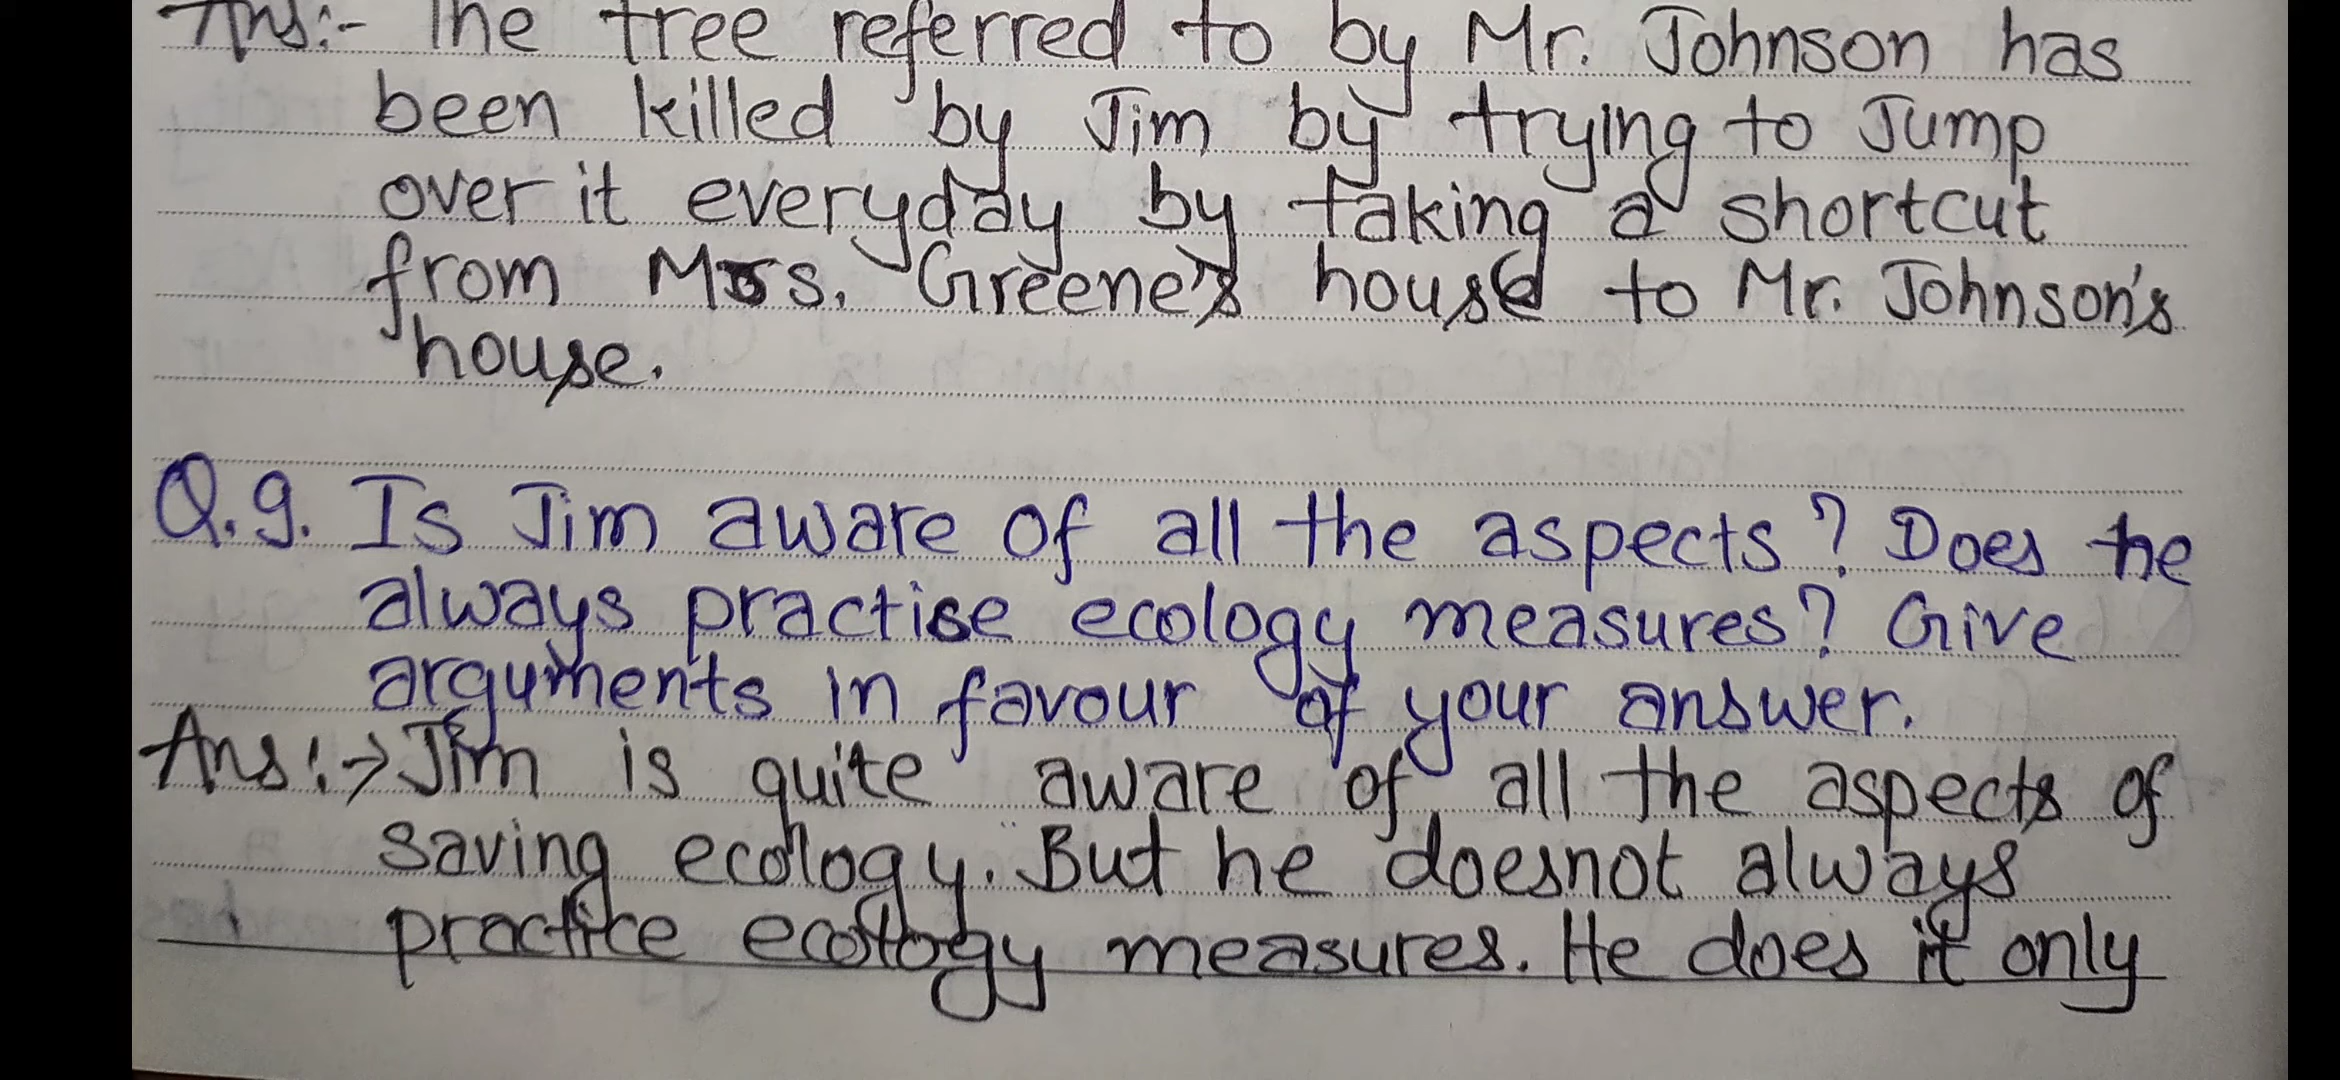 Ans:- The tree referred to by Mr. Johnson has
been killed by Jim by trying to Jump
over it everyday by taking a shortcut
from Mrs. Greene's house to Mr. Johnson's
house.
Q.9. Is Jim aware of all the aspects? Does he
always practise ecology measures? Give
arguments in favour of your answer.
Ans:→ Jim is quite aware of all the aspects of
saving ecology. But he doesnot always
practice ecology measures. He does it only